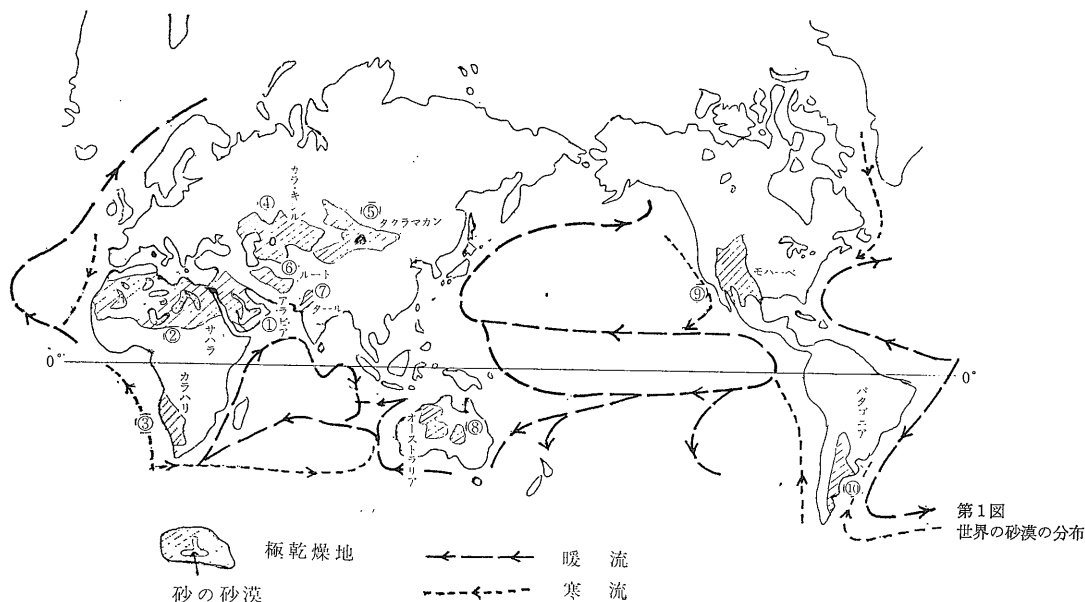 ④
カラ・キジル
⑤
タクラマカン
⑥
ルート
⑦
タール
①
アラビア
②
サハラ
モハーベ
⑨
0°
0°
カラハリ
③
オーストラリア
⑧
パタゴニア
⑩
第1図
世界の砂漠の分布
極乾燥地
砂の砂漠
暖流
寒流